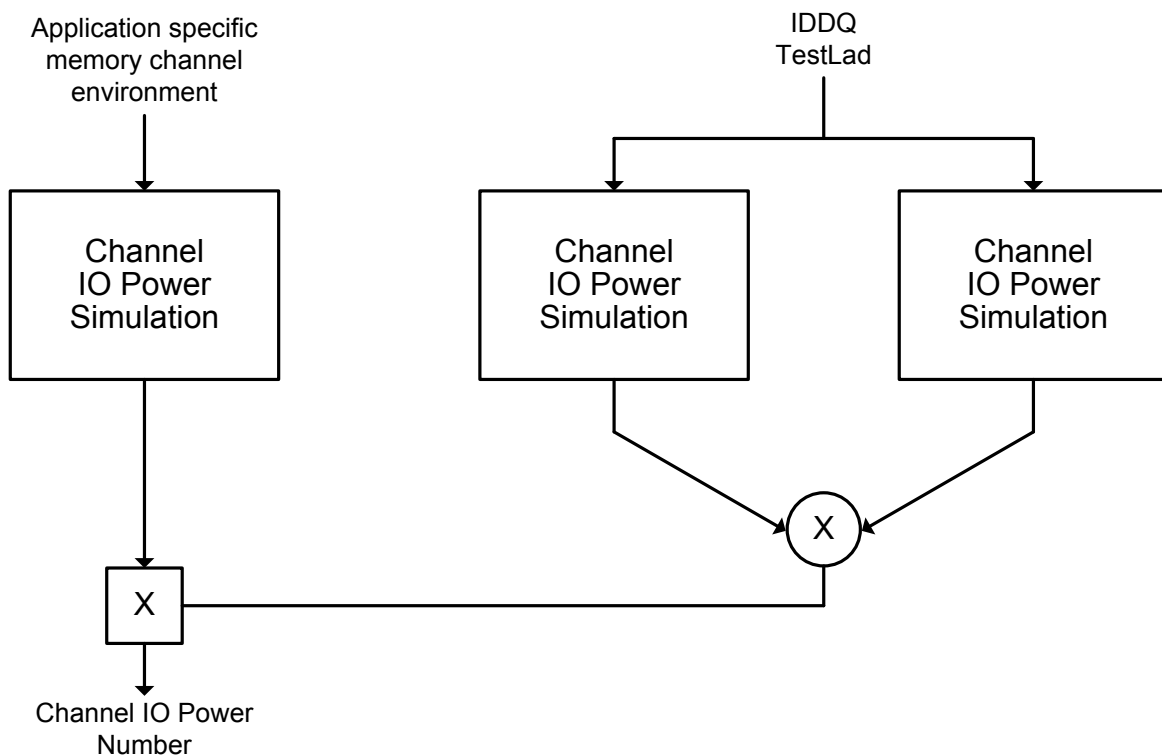 Application specific
memory channel
environment
IDDQ
TestLad
Channel
IO Power
Simulation
Channel
IO Power
Simulation
Channel
IO Power
Simulation
X
X
Channel IO Power
Number